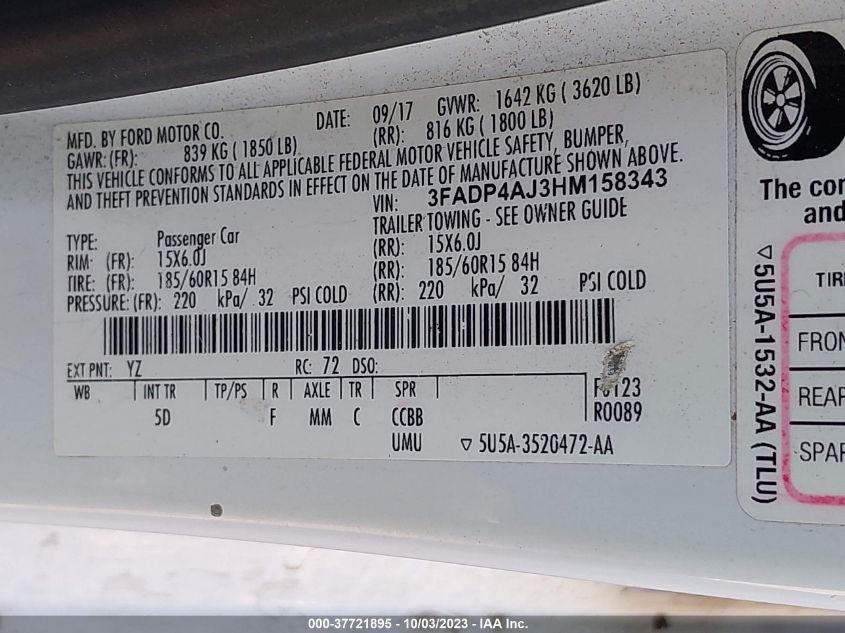 MFD. BY FORD MOTOR CO. DATE: 09/17 GVWR: 1642 KG ( 3620 LB)
GAWR: (FR): 839 KG ( 1850 LB) (RR): 816 KG ( 1800 LB)
THIS VEHICLE CONFORMS TO ALL APPLICABLE FEDERAL MOTOR VEHICLE SAFETY, BUMPER,
AND THEFT PREVENTION STANDARDS IN EFFECT ON THE DATE OF MANUFACTURE SHOWN ABOVE.
VIN: 3FADP4AJ3HM158343
TYPE: Passenger Car TRAILER TOWING - SEE OWNER GUIDE
RIM: (FR): 15X6.0J (RR): 15X6.0J
TIRE: (FR): 185/60R15 84H (RR): 185/60R15 84H
PRESSURE: (FR): 220 kPa/ 32 PSI COLD (RR): 220 kPa/ 32 PSI COLD
EXT PNT: YZ RC: 72 DSO:
WB INT TR TP/PS R AXLE TR SPR
5D F MM C CCBB R0089
UMU ▽ 5U5A-3520472-AA
The
and
▽ 5U5A-1532-AA (TLU)
000-37721895 • 10/03/2023 - IAA Inc.